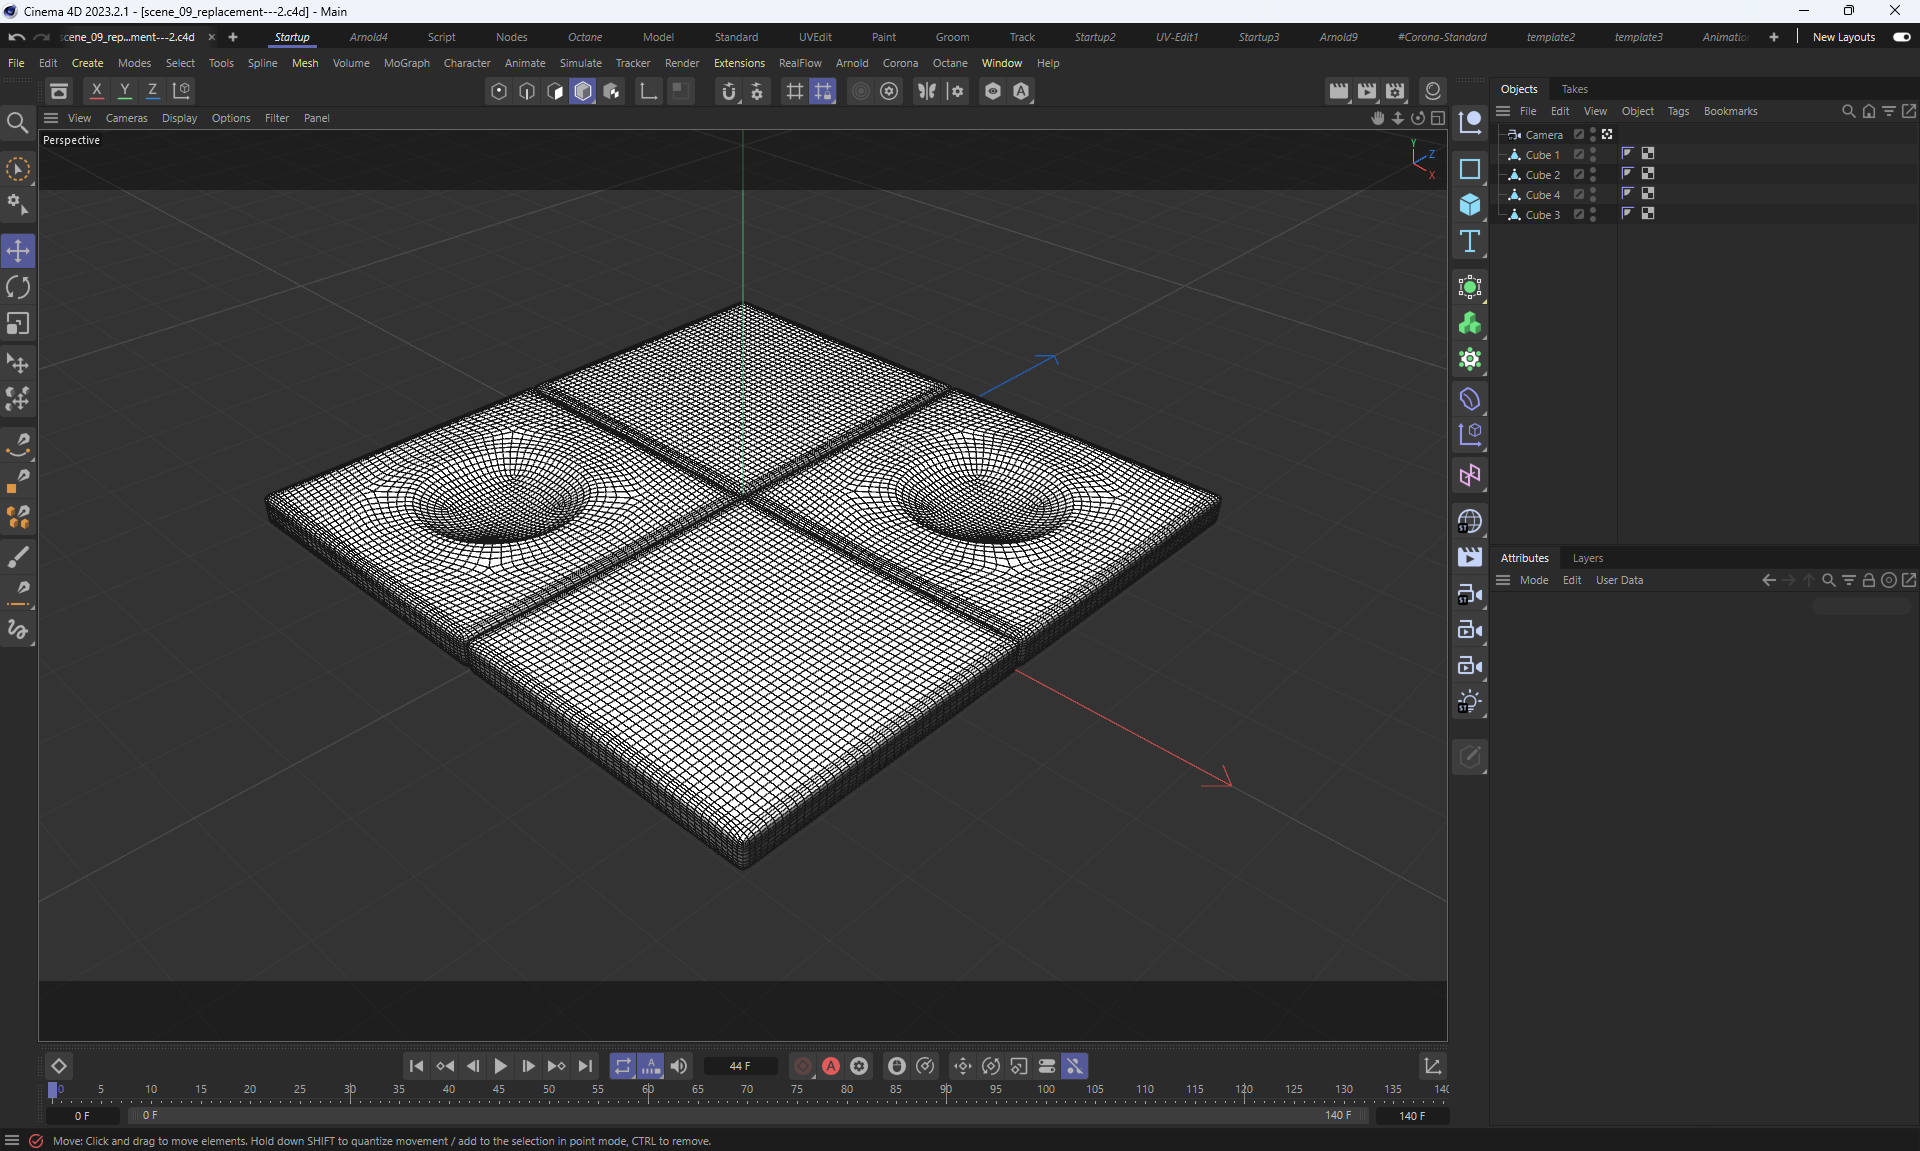 Cinema 4D 2023.2.1 - [scene_09_replacement---2.c4d] - Main
cene_09_rep...ment---2.c4d Startup Arnold4 Script Nodes Octane Model Standard UVEdit Paint Groom Track Startup2 UV-Edit1 Startup3 Arnold9 #Corona-Standard template2 template3 Animatio New Layouts
File Edit Create Modes Select Tools Spline Mesh Volume MoGraph Character Animate Simulate Tracker Render Extensions RealFlow Arnold Corona Octane Window Help
X Y Z
Objects Takes
View Cameras Display Options Filter Panel
File Edit View Object Tags Bookmarks
Perspective
Y
Z
X
Camera
Cube 1
Cube 2
Cube 4
Cube 3
ST
Attributes Layers
Mode Edit User Data
ST
ST
A 44 F A
0 5 10 15 20 25 30 35 40 45 50 55 60 65 70 75 80 85 90 95 100 105 110 115 120 125 130 135 140
0 F 0 F 140 F 140 F
Move: Click and drag to move elements. Hold down SHIFT to quantize movement / add to the selection in point mode, CTRL to remove.